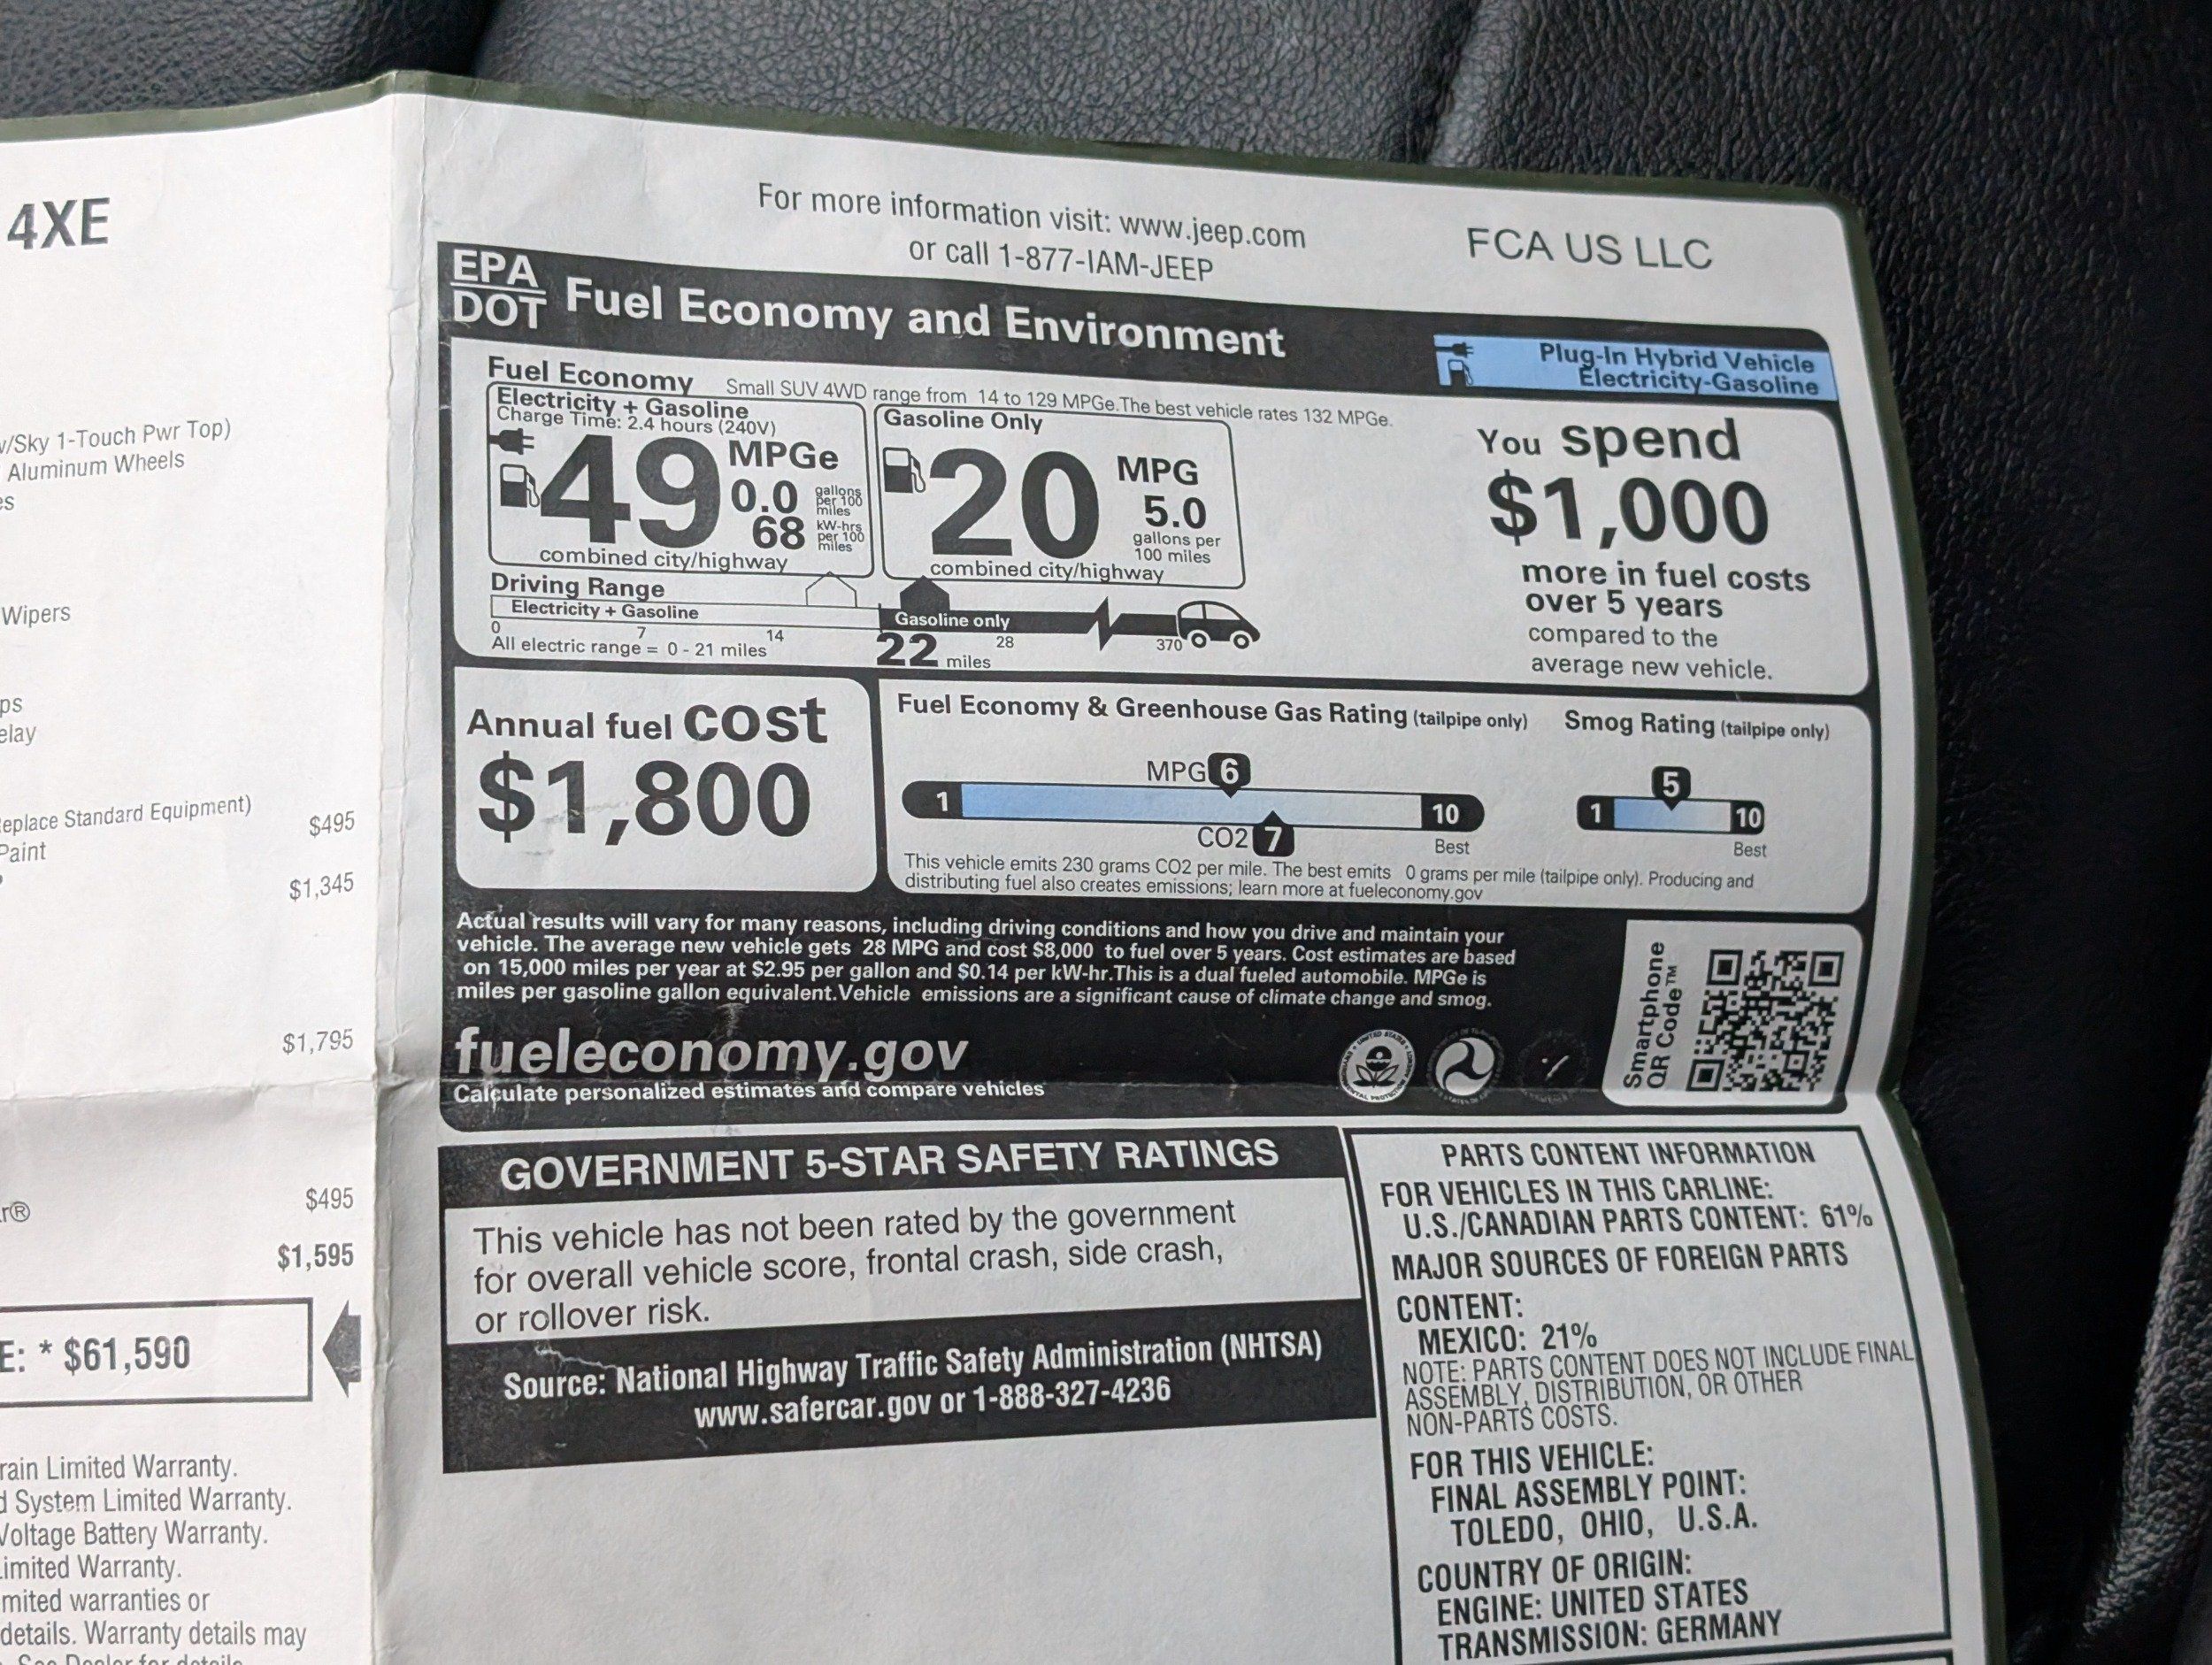 4XE
v/Sky 1-Touch Pwr Top)
Aluminum Wheels
es
Wipers
ps
elay
eplace Standard Equipment) $495
Paint
$1,345
$1,795
r® $495
$1,595
E: * $61,590
rain Limited Warranty.
d System Limited Warranty.
Voltage Battery Warranty.
imited Warranty.
mited warranties or
details. Warranty details may
See Dealer for details
For more information visit: www.jeep.com
or call 1-877-IAM-JEEP
FCA US LLC
EPA
DOT
Fuel Economy and Environment
Plug-In Hybrid Vehicle
Electricity-Gasoline
Fuel Economy
Small SUV 4WD range from 14 to 129 MPGe.The best vehicle rates 132 MPGe.
Electricity + Gasoline
Charge Time: 2.4 hours (240V)
49
MPGe
0.0 gallons per 100 miles
68 kW-hrs per 100 miles
combined city/highway
Gasoline Only
20
MPG
5.0
gallons per
100 miles
combined city/highway
Driving Range
Electricity + Gasoline
Gasoline only
0 7 14 22 miles 28 370
All electric range = 0 - 21 miles
You spend
$1,000
more in fuel costs
over 5 years
compared to the
average new vehicle.
Annual fuel cost
$1,800
Fuel Economy & Greenhouse Gas Rating (tailpipe only)
MPG 6
1 10
Best
CO2 7
Smog Rating (tailpipe only)
5
1 10
Best
This vehicle emits 230 grams CO2 per mile. The best emits 0 grams per mile (tailpipe only). Producing and
distributing fuel also creates emissions; learn more at fueleconomy.gov
Actual results will vary for many reasons, including driving conditions and how you drive and maintain your
vehicle. The average new vehicle gets 28 MPG and cost $8,000 to fuel over 5 years. Cost estimates are based
on 15,000 miles per year at $2.95 per gallon and $0.14 per kW-hr.This is a dual fueled automobile. MPGe is
miles per gasoline gallon equivalent.Vehicle emissions are a significant cause of climate change and smog.
fueleconomy.gov
Calculate personalized estimates and compare vehicles
Smartphone
QR Code™
GOVERNMENT 5-STAR SAFETY RATINGS
This vehicle has not been rated by the government
for overall vehicle score, frontal crash, side crash,
or rollover risk.
Source: National Highway Traffic Safety Administration (NHTSA)
www.safercar.gov or 1-888-327-4236
PARTS CONTENT INFORMATION
FOR VEHICLES IN THIS CARLINE:
U.S./CANADIAN PARTS CONTENT: 61%
MAJOR SOURCES OF FOREIGN PARTS
CONTENT:
MEXICO: 21%
NOTE: PARTS CONTENT DOES NOT INCLUDE FINAL
ASSEMBLY, DISTRIBUTION, OR OTHER
NON-PARTS COSTS.
FOR THIS VEHICLE:
FINAL ASSEMBLY POINT:
TOLEDO, OHIO, U.S.A.
COUNTRY OF ORIGIN:
ENGINE: UNITED STATES
TRANSMISSION: GERMANY